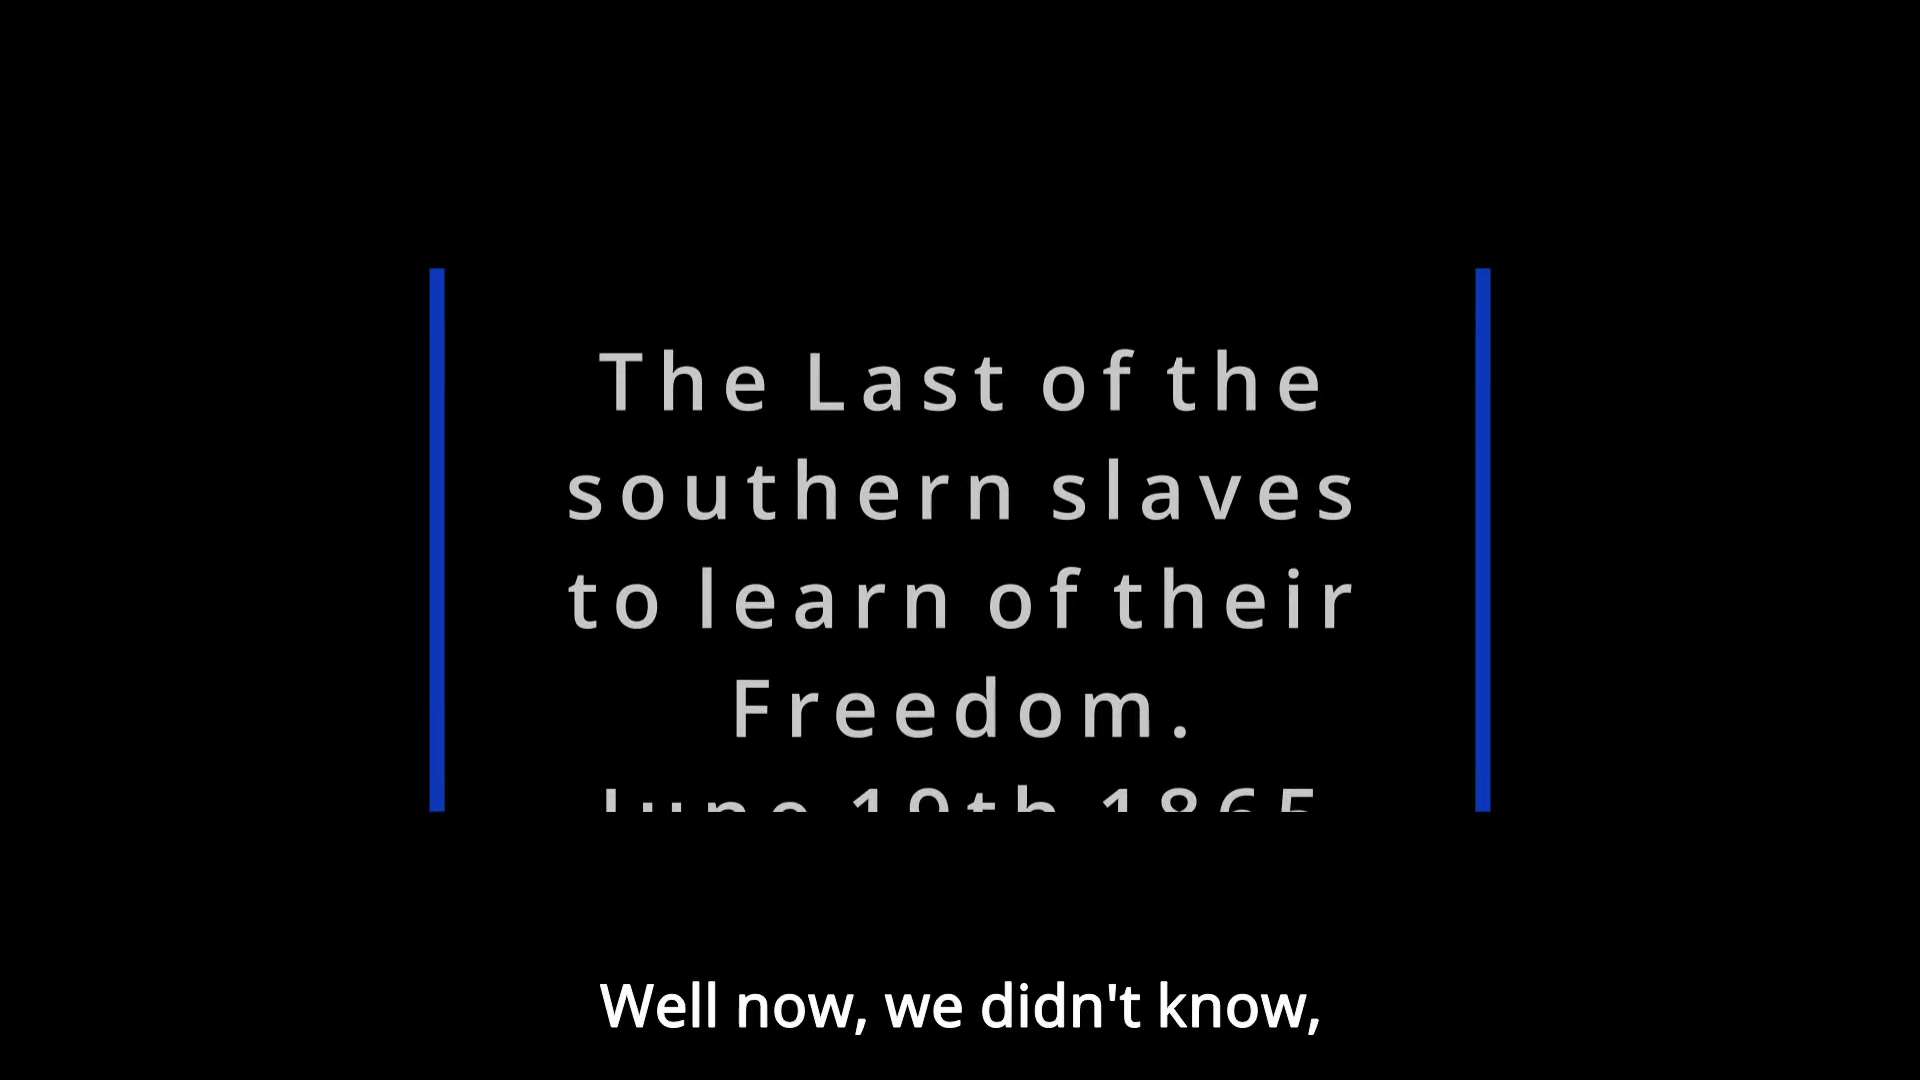 The Last of the
southern slaves
to learn of their
Freedom.
June 19th 1865
Well now, we didn't know,